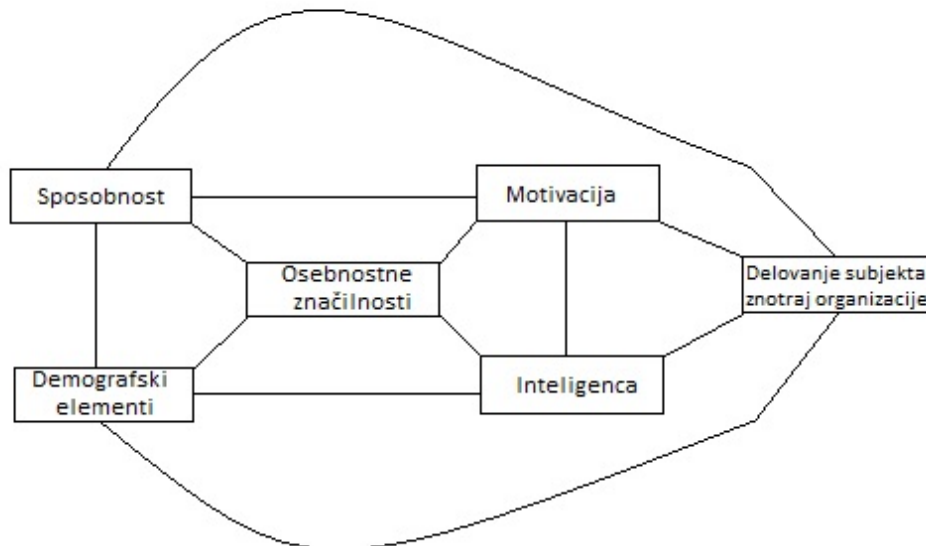 Sposobnost
Motivacija
Osebnostne
značilnosti
Delovanje subjekta
znotraj organizacije
Demografski
elementi
Inteligenca